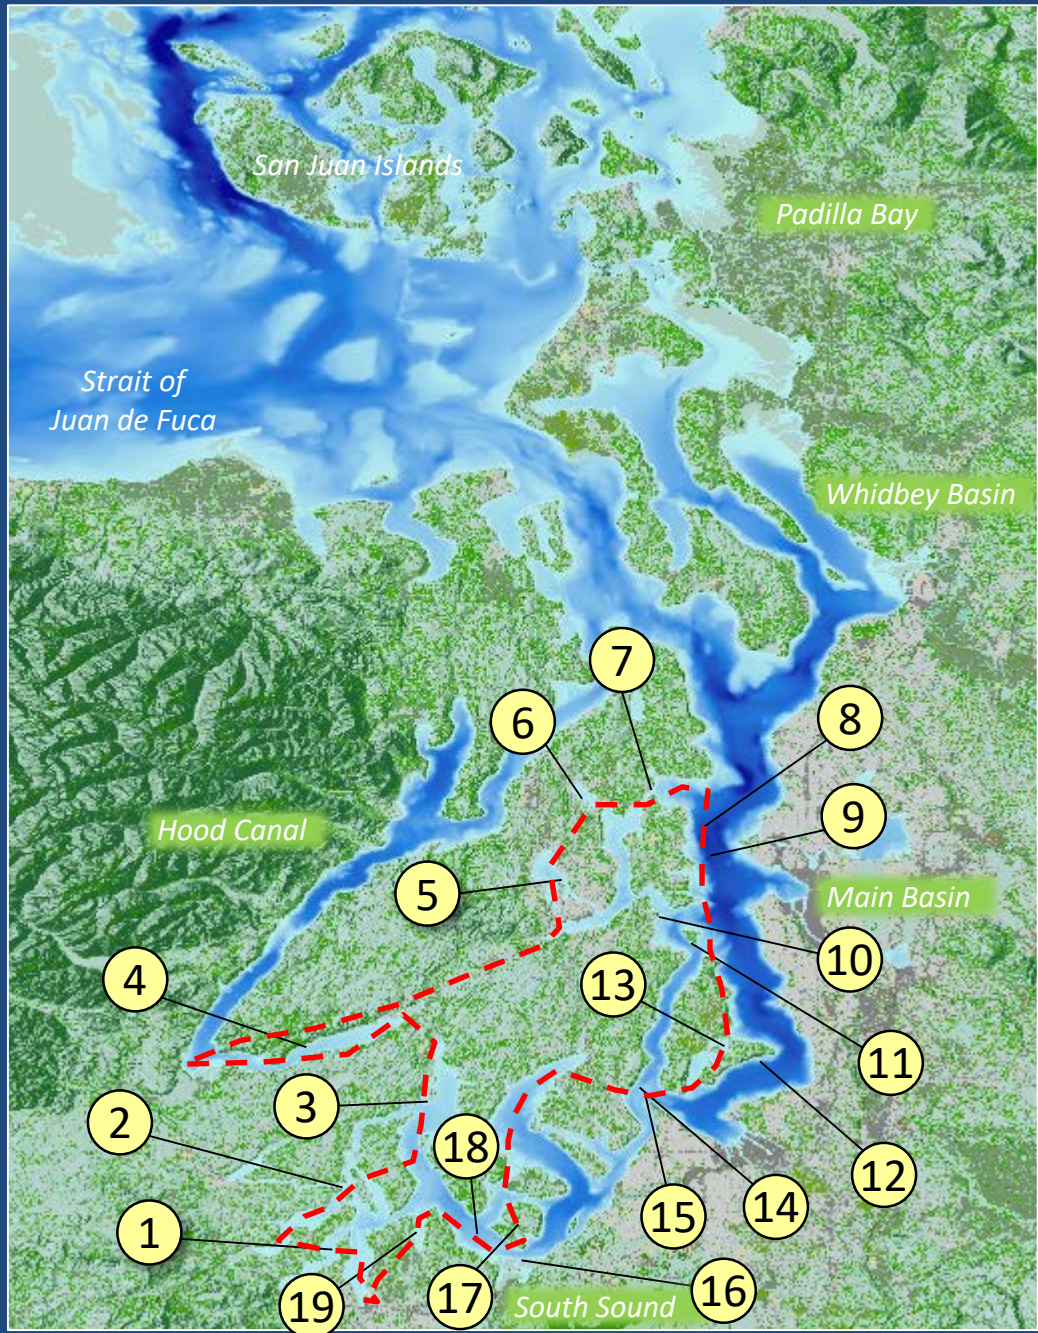 San Juan Islands
Padilla Bay
Strait of
Juan de Fuca
Whidbey Basin
7
6
8
9
Hood Canal
5
Main Basin
10
4
13
11
3
2
18
12
15
14
1
19
17
16
South Sound